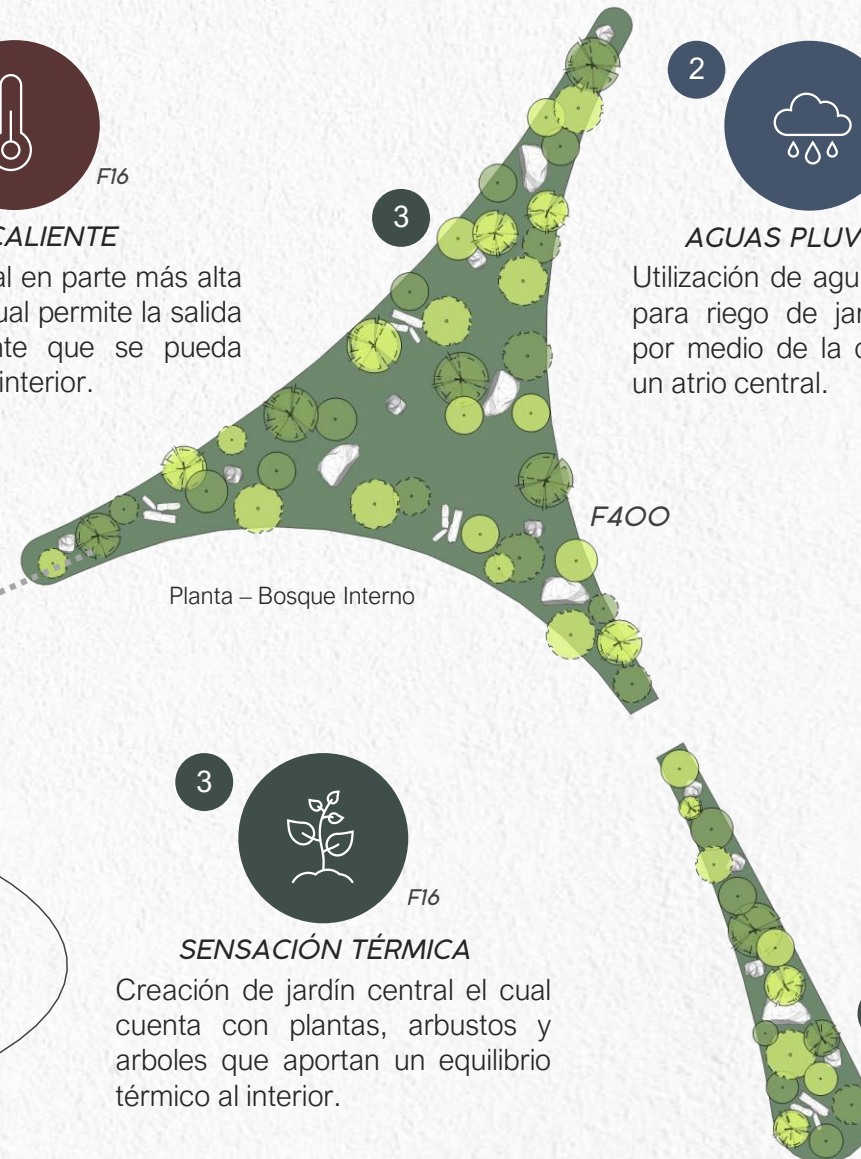 F16
CALIENTE
al en parte más alta
ual permite la salida
nte que se pueda
interior.
3
2
AGUAS PLUV
Utilización de agu
para riego de jar
por medio de la c
un atrio central.
F400
Planta – Bosque Interno
3
F16
SENSACIÓN TÉRMICA
Creación de jardín central el cual
cuenta con plantas, arbustos y
arboles que aportan un equilibrio
térmico al interior.